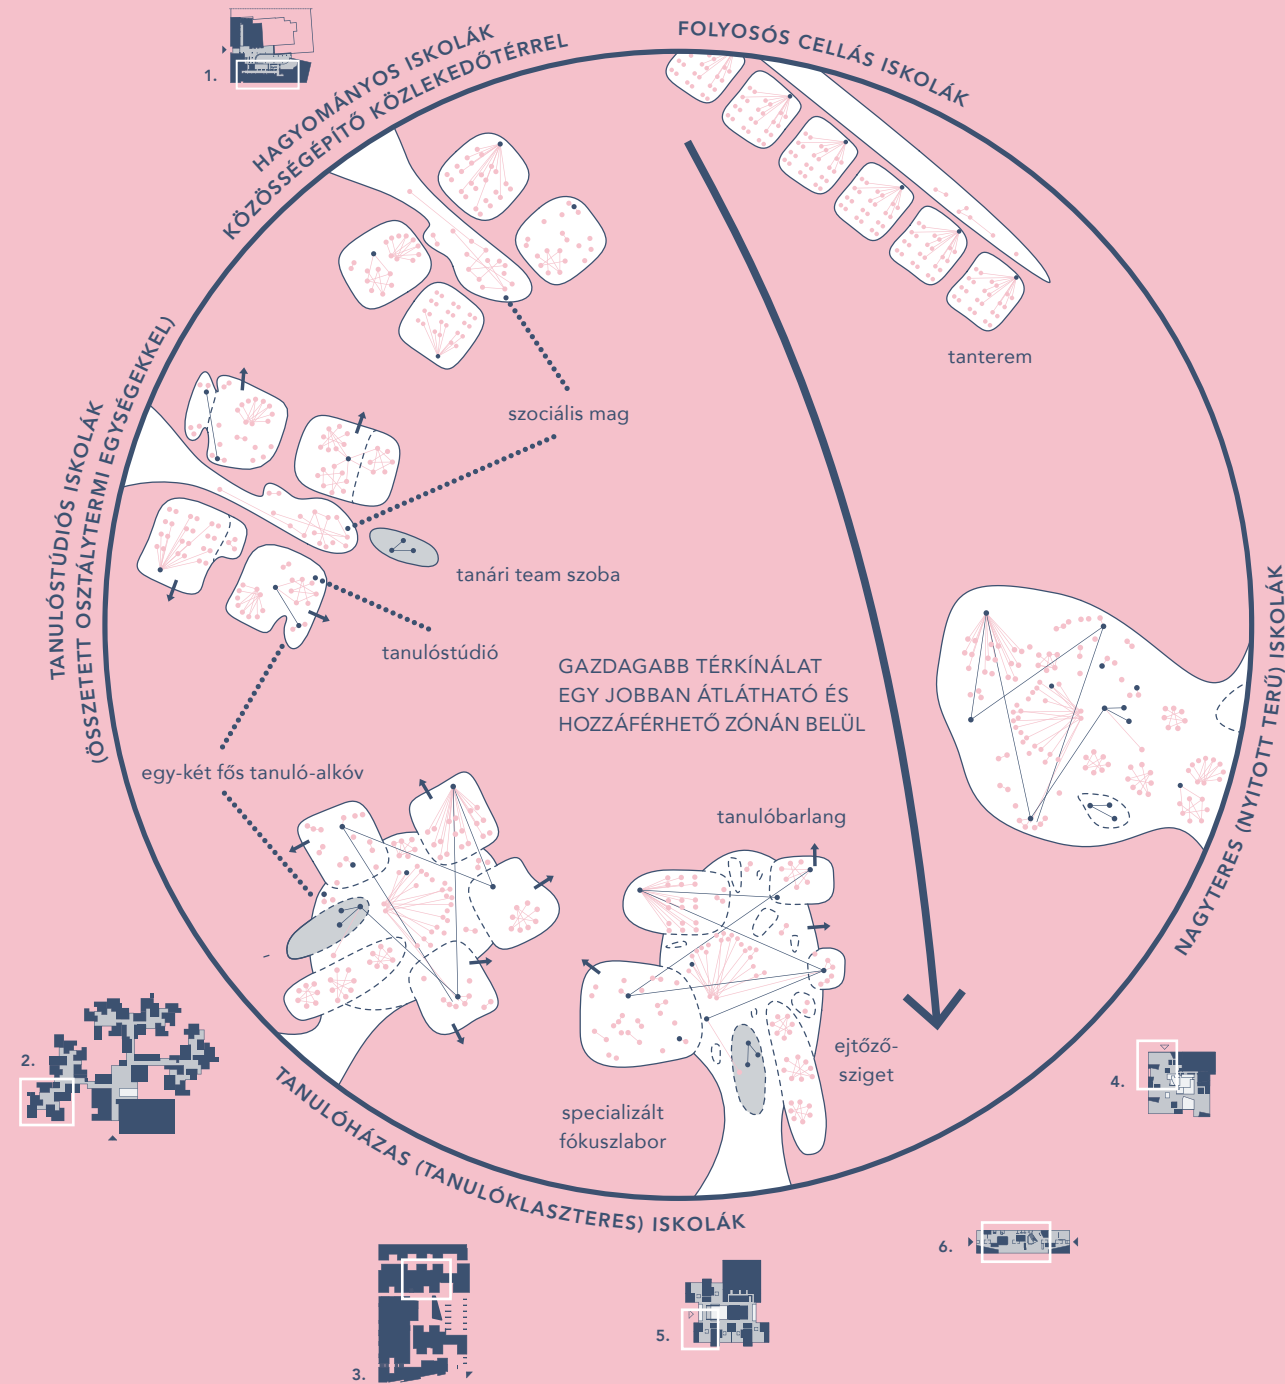 1.
HAGYOMÁNYOS ISKOLÁK
KÖZÖSSÉGÉPÍTŐ KÖZLEKEDŐTÉRREL
FOLYOSÓS CELLÁS ISKOLÁK
tanterem
szociális mag
TANULÓSTÚDIÓS ISKOLÁK
(ÖSSZETETT OSZTÁLYTERMI EGYSÉGEKKEL)
tanári team szoba
tanulóstúdió
GAZDAGABB TÉRKÍNÁLAT
EGY JOBBAN ÁTLÁTHATÓ ÉS
HOZZÁFÉRHETŐ ZÓNÁN BELÜL
NAGYTERES (NYITOTT TERŰ) ISKOLÁK
egy-két fős tanuló-alkóv
tanulóbarlang
ejtőző-
sziget
specializált
fókuszlabor
2.
4.
TANULÓHÁZAS (TANULÓKLASZTERES) ISKOLÁK
6.
5.
3.